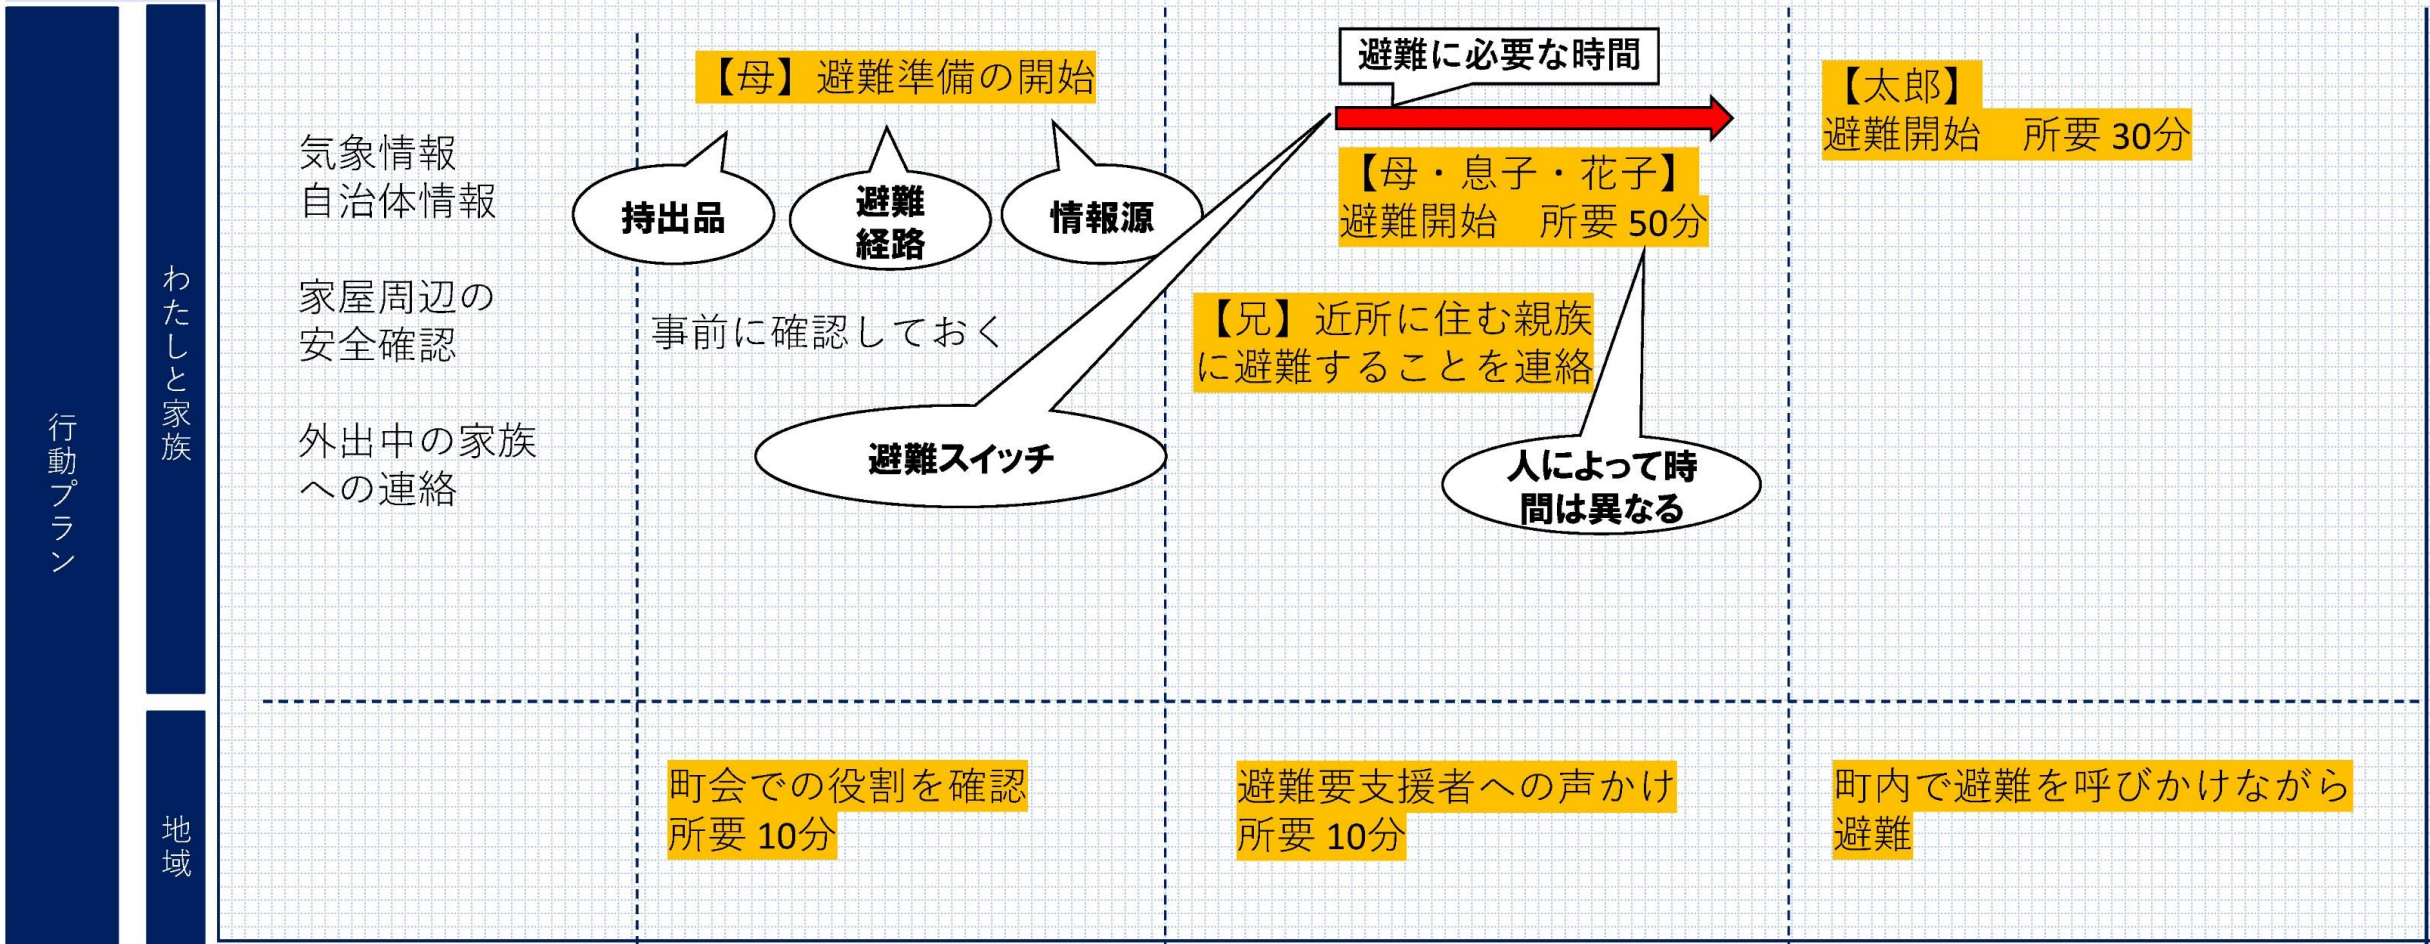 行動プラン
わたしと家族
気象情報
自治体情報
家屋周辺の
安全確認
外出中の家族
への連絡
【母】避難準備の開始
持出品
避難
経路
情報源
事前に確認しておく
避難スイッチ
避難に必要な時間
【母・息子・花子】
避難開始　所要 50分
【兄】近所に住む親族
に避難することを連絡
人によって時
間は異なる
【太郎】
避難開始　所要 30分
地域
町会での役割を確認
所要 10分
避難要支援者への声かけ
所要 10分
町内で避難を呼びかけながら
避難